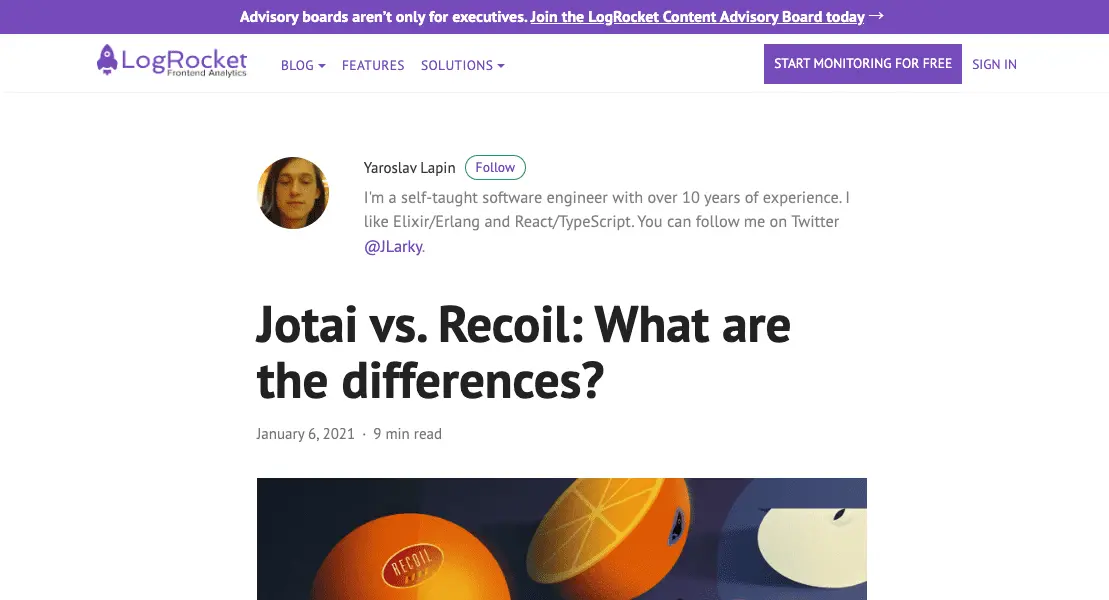 Advisory boards aren’t only for executives. Join the LogRocket Content Advisory Board today →
LogRocket
Frontend Analytics
BLOG FEATURES SOLUTIONS
START MONITORING FOR FREE SIGN IN
Yaroslav Lapin Follow
I'm a self-taught software engineer with over 10 years of experience. I
like Elixir/Erlang and React/TypeScript. You can follow me on Twitter
@JLarky.
Jotai vs. Recoil: What are
the differences?
January 6, 2021 · 9 min read
RECOIL